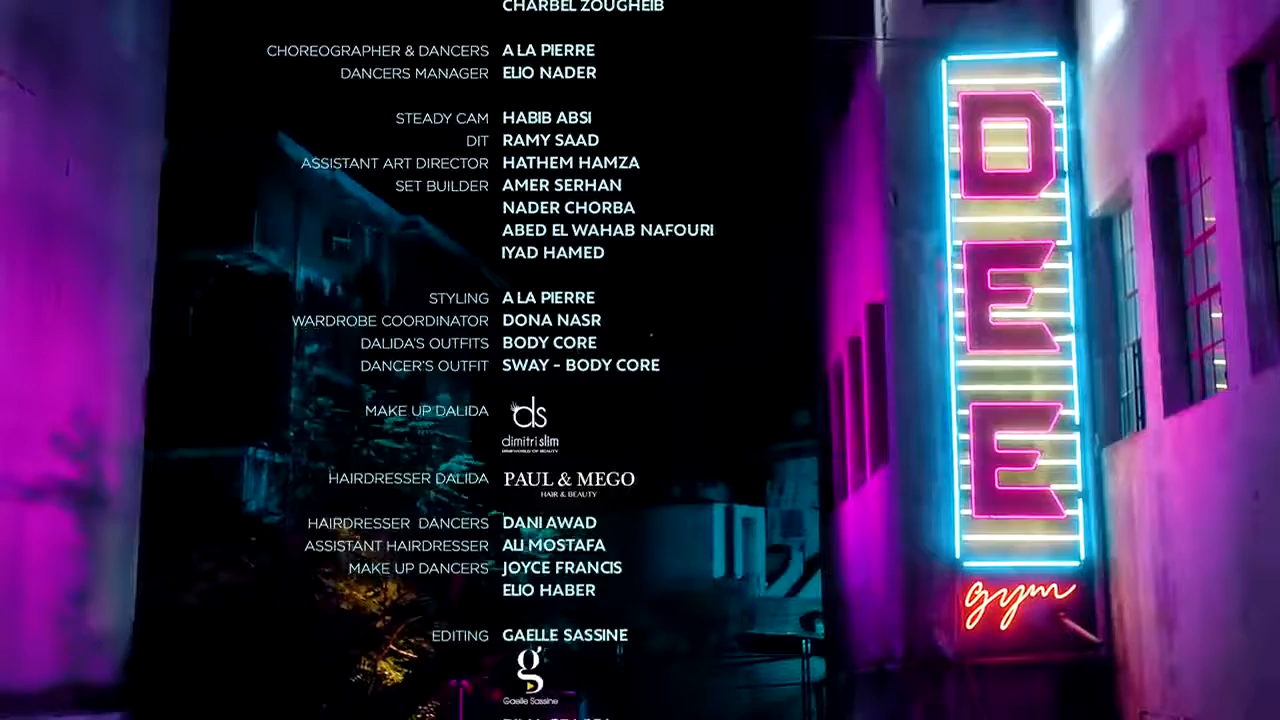 CHARBEL ZOUGHEIB
CHOREOGRAPHER & DANCERS A LA PIERRE
DANCERS MANAGER ELIO NADER
STEADY CAM HABIB ABSI
DIT RAMY SAAD
ASSISTANT ART DIRECTOR HATHEM HAMZA
SET BUILDER AMER SERHAN
NADER CHORBA
ABED EL WAHAB NAFOURI
IYAD HAMED
STYLING A LA PIERRE
WARDROBE COORDINATOR DONA NASR
DALIDA'S OUTFITS BODY CORE
DANCER'S OUTFIT SWAY - BODY CORE
MAKE UP DALIDA ds
dimitri slim
HAIRDRESSER DALIDA PAUL & MEGO
HAIR & BEAUTY
HAIRDRESSER DANCERS DANI AWAD
ASSISTANT HAIRDRESSER ALI MOSTAFA
MAKE UP DANCERS JOYCE FRANCIS
ELIO HABER
EDITING GAELLE SASSINE
g
Gaelle Sassine
DEE
gym